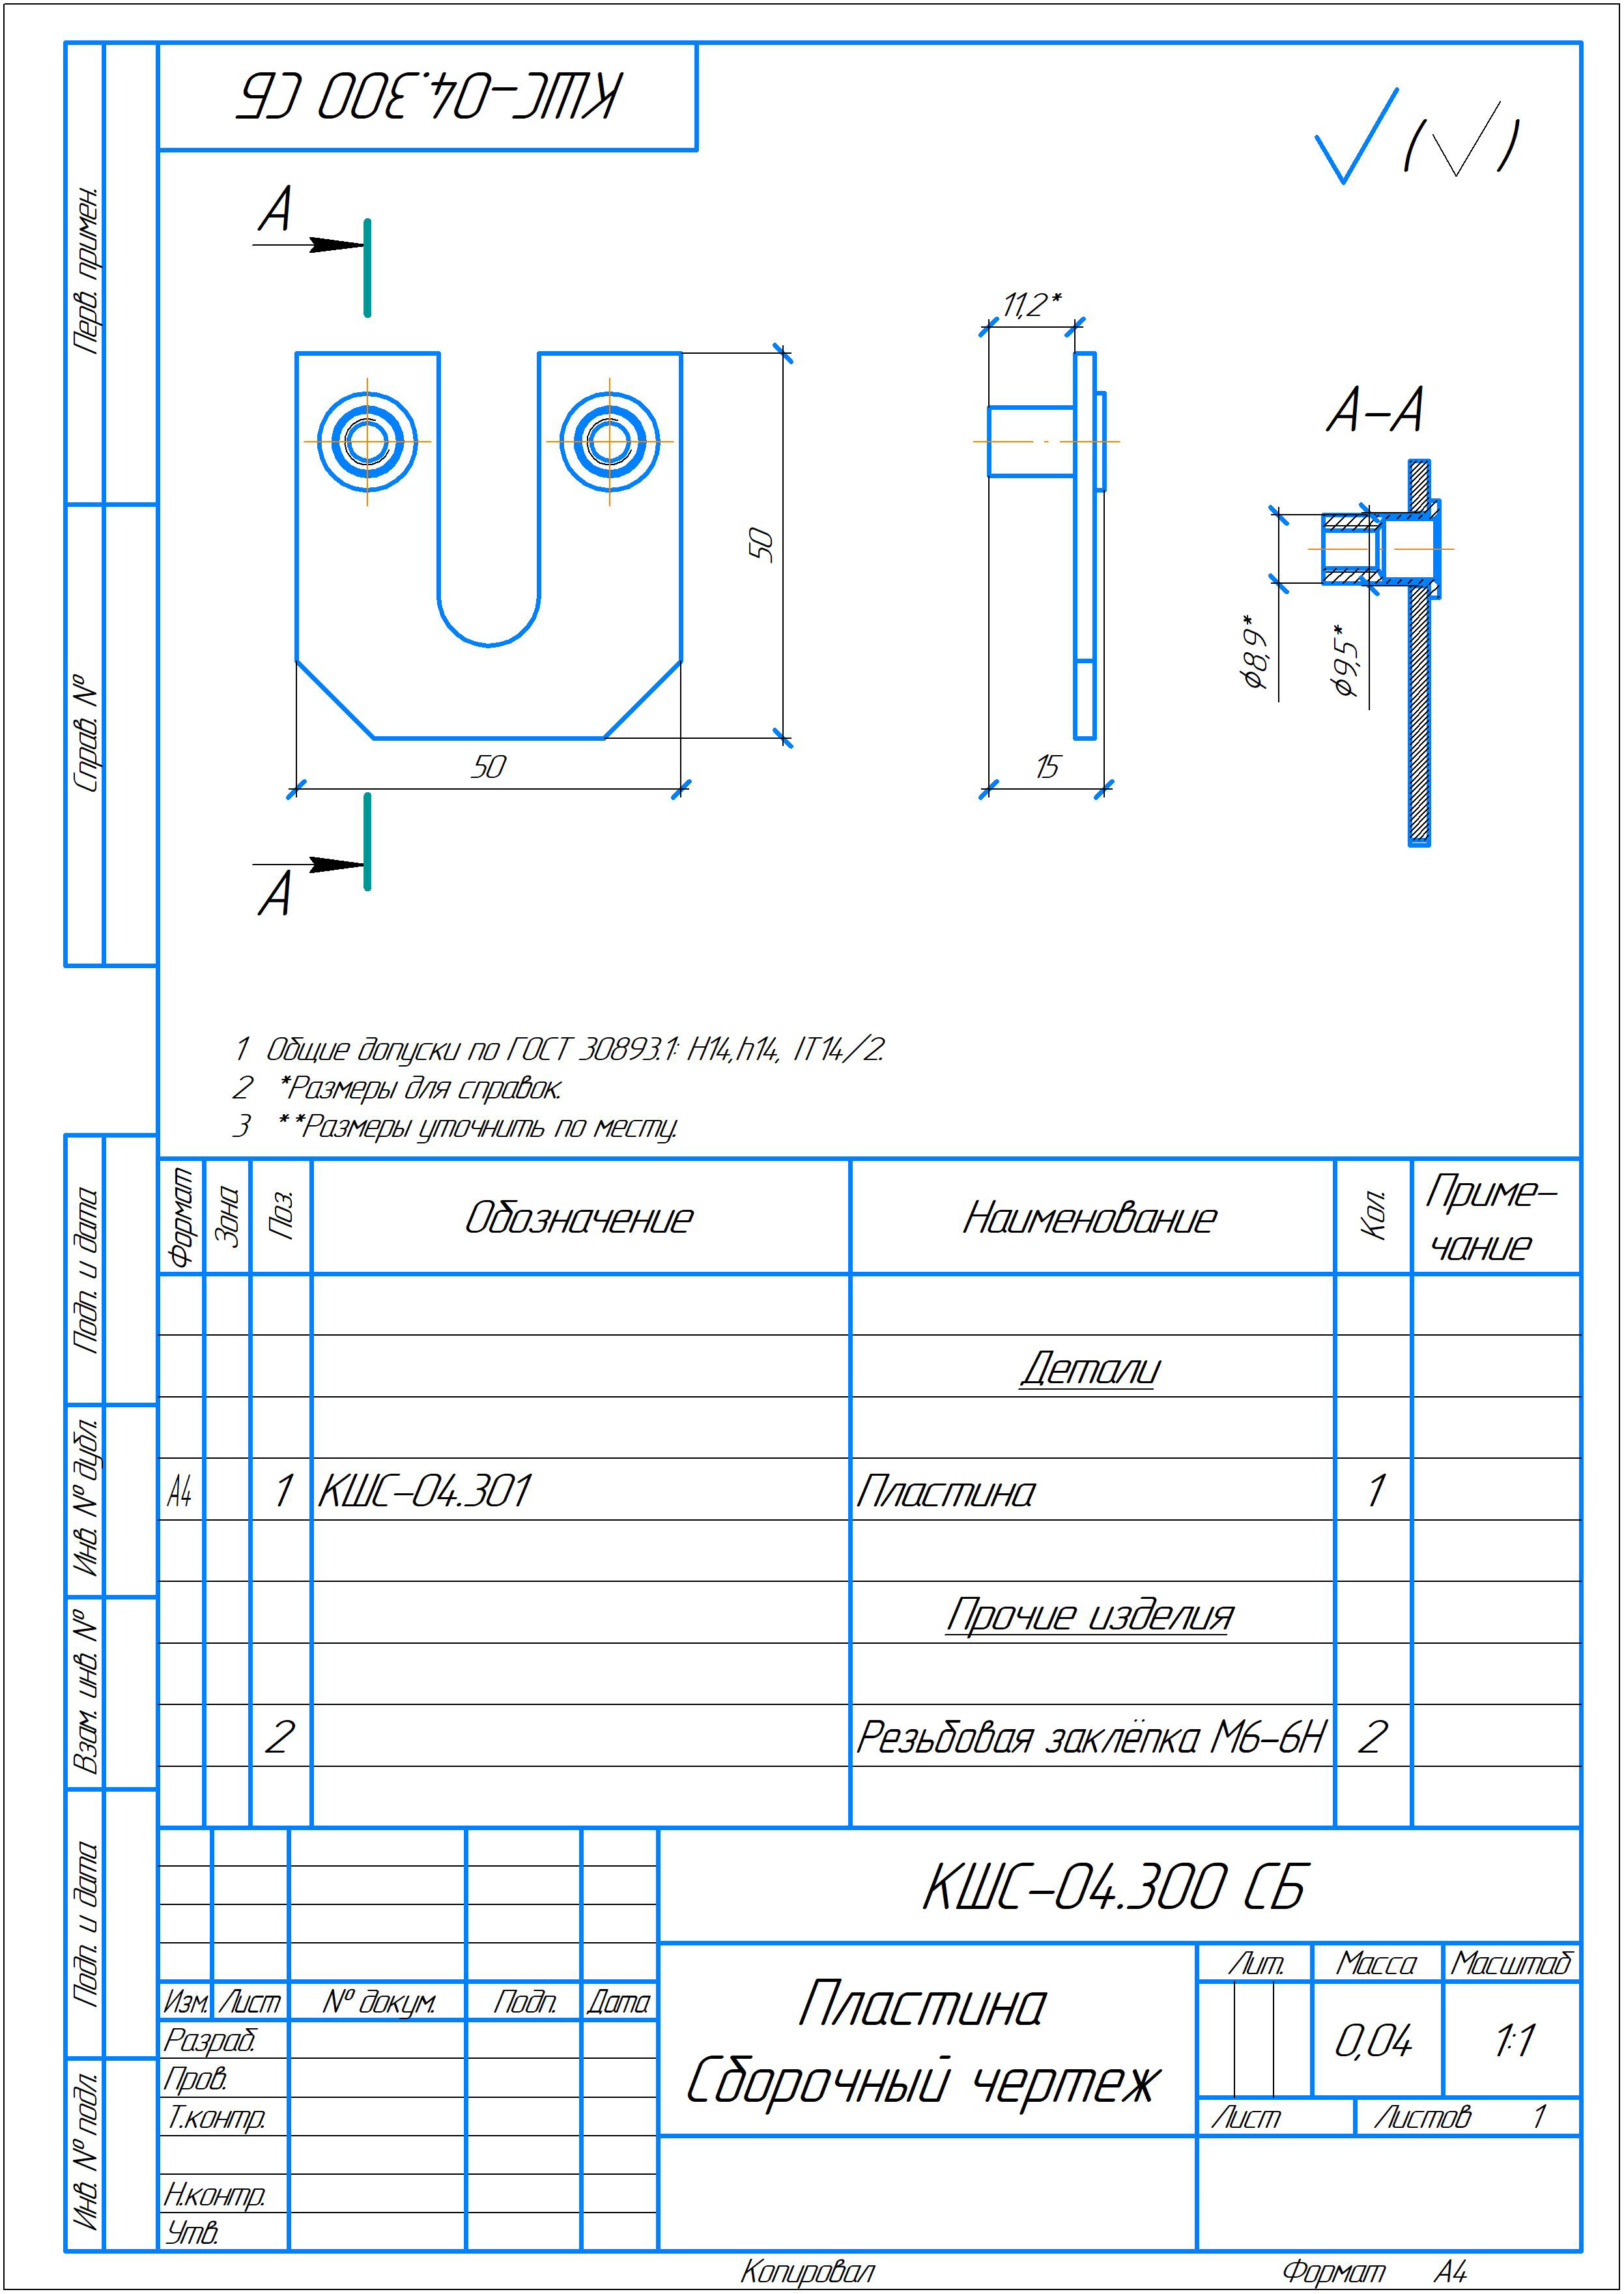 КШС-04.300 СБ
Перв. примен.
Справ. №
Подп. и дата
Инв. № дубл.
Взам. инв. №
Подп. и дата
Инв. № подл.
( )
А
А
50
50
11,2*
15
А-А
ϕ8,9*
ϕ9,5*
1 Общие допуски по ГОСТ 30893.1: H14,h14, IT14/2.
2 *Размеры для справок.
3 **Размеры уточнить по месту.
Формат Зона Поз. Обозначение Наименование Кол. Приме-
чание
Детали
А4 1 КШС-04.301 Пластина 1
Прочие изделия
2 Резьбовая заклёпка М6-6Н 2
КШС-04.300 СБ
Изм. Лист № докум. Подп. Дата
Разраб.
Пров.
Т.контр.
Н.контр.
Утв.
Пластина
Сборочный чертеж
Лит. Масса Масштаб
0,04 1:1
Лист Листов 1
Копировал Формат А4